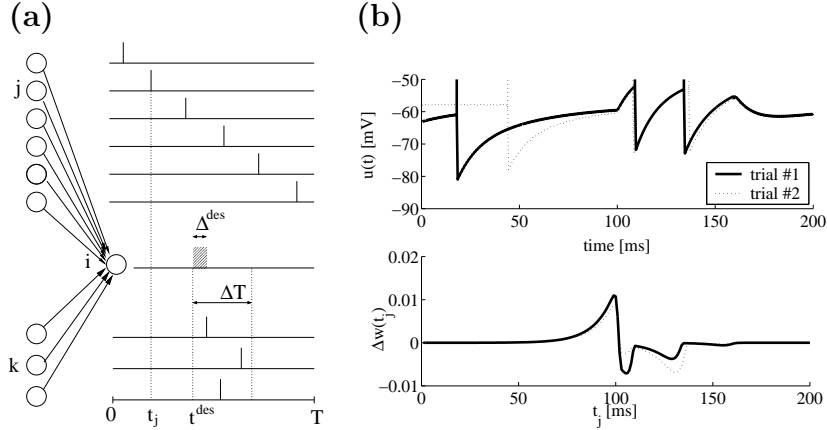 (a)
j
i
k
Δ^des
ΔT
0
t_j
t^des
T
(b)
u(t) [mV]
−50
−60
−70
−80
−90
0
50
100
150
200
time [ms]
trial #1
trial #2
Δw(t_j)
0.02
0.01
0
−0.01
0
50
100
150
200
t_j [ms]